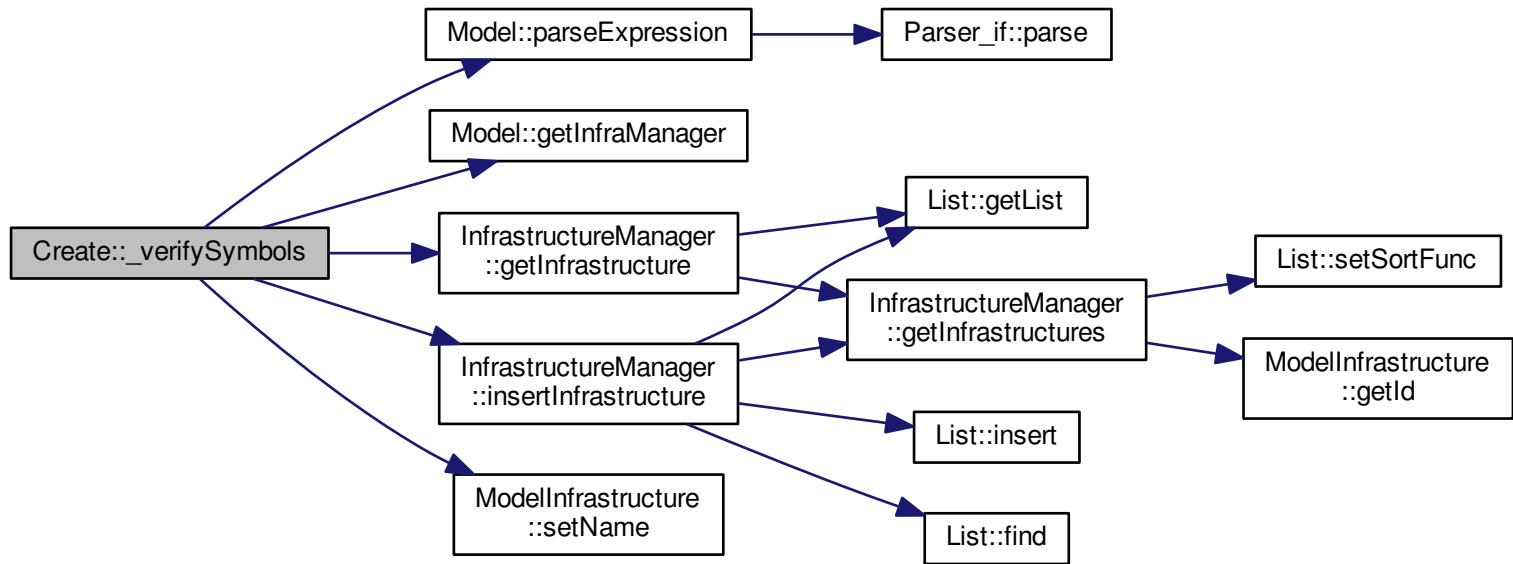 Model::parseExpression
Parser_if::parse
Model::getInfraManager
List::getList
Create::_verifySymbols
InfrastructureManager
::getInfrastructure
List::setSortFunc
InfrastructureManager
::getInfrastructures
InfrastructureManager
::insertInfrastructure
ModelInfrastructure
::getId
List::insert
ModelInfrastructure
::setName
List::find